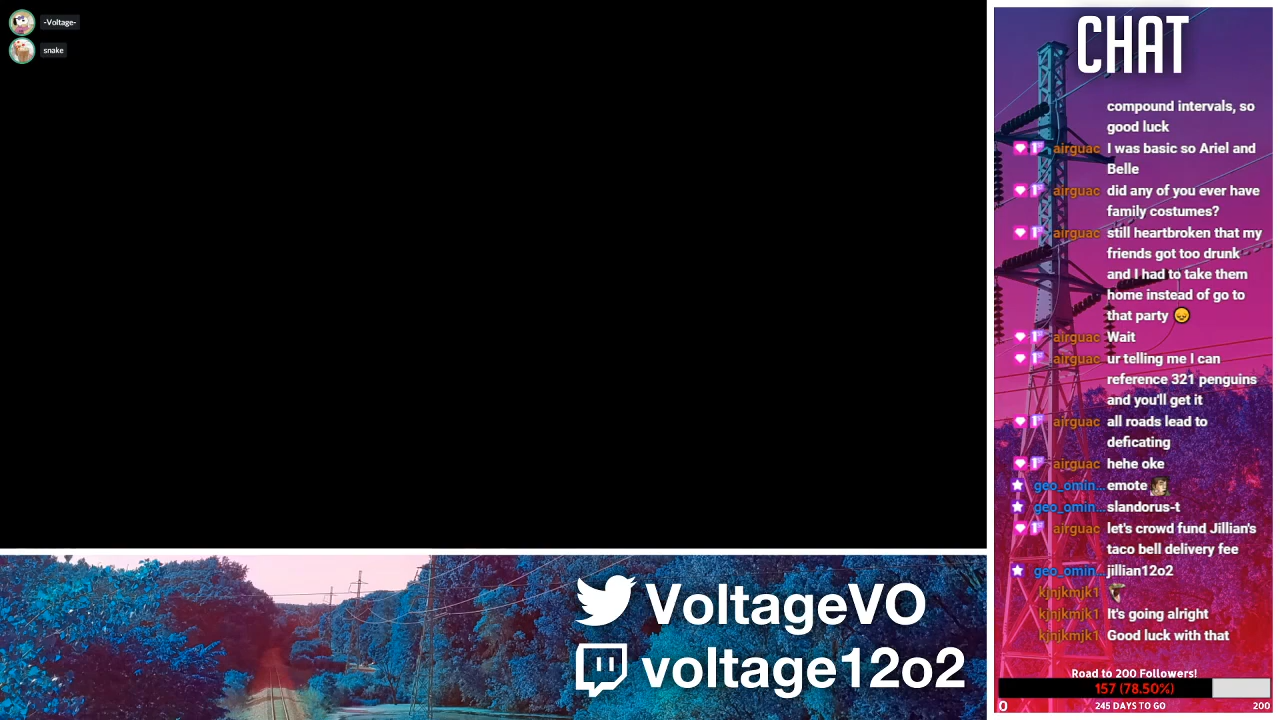 -Voltage-
snake
CHAT
compound intervals, so
good luck
airguac I was basic so Ariel and
Belle
airguac did any of you ever have
family costumes?
airguac still heartbroken that my
friends got too drunk
and I had to take them
home instead of go to
that party 😞
airguac Wait
airguac ur telling me I can
reference 321 penguins
and you'll get it
airguac all roads lead to
deficating
airguac hehe oke
geo_omin... emote
geo_omin... slandorus-t
airguac let's crowd fund Jillian's
taco bell delivery fee
geo_omin... jillian12o2
kjnjkmjk1
kjnjkmjk1 It's going alright
kjnjkmjk1 Good luck with that
Road to 200 Followers!
157 (78.50%)
0 245 DAYS TO GO 200
VoltageVO
voltage12o2